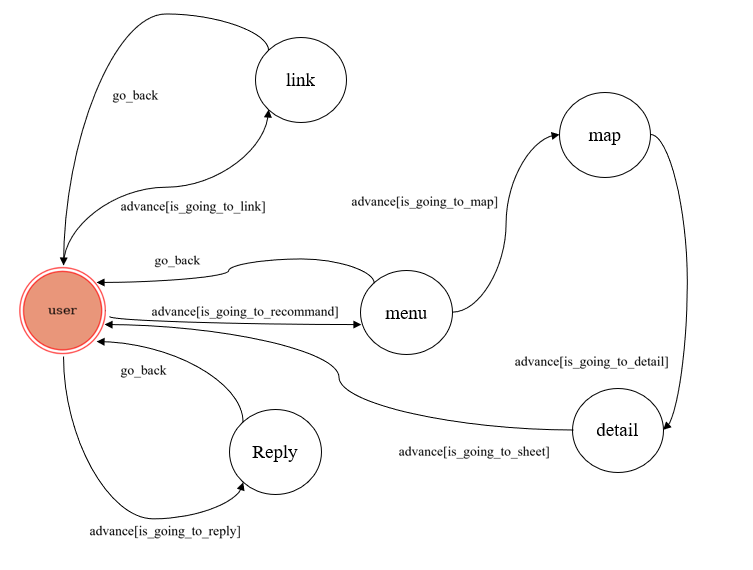 link
go_back
map
advance[is_going_to_map]
advance[is_going_to_link]
go_back
user
advance[is_going_to_recommand]
menu
advance[is_going_to_detail]
go_back
detail
Reply
advance[is_going_to_sheet]
advance[is_going_to_reply]